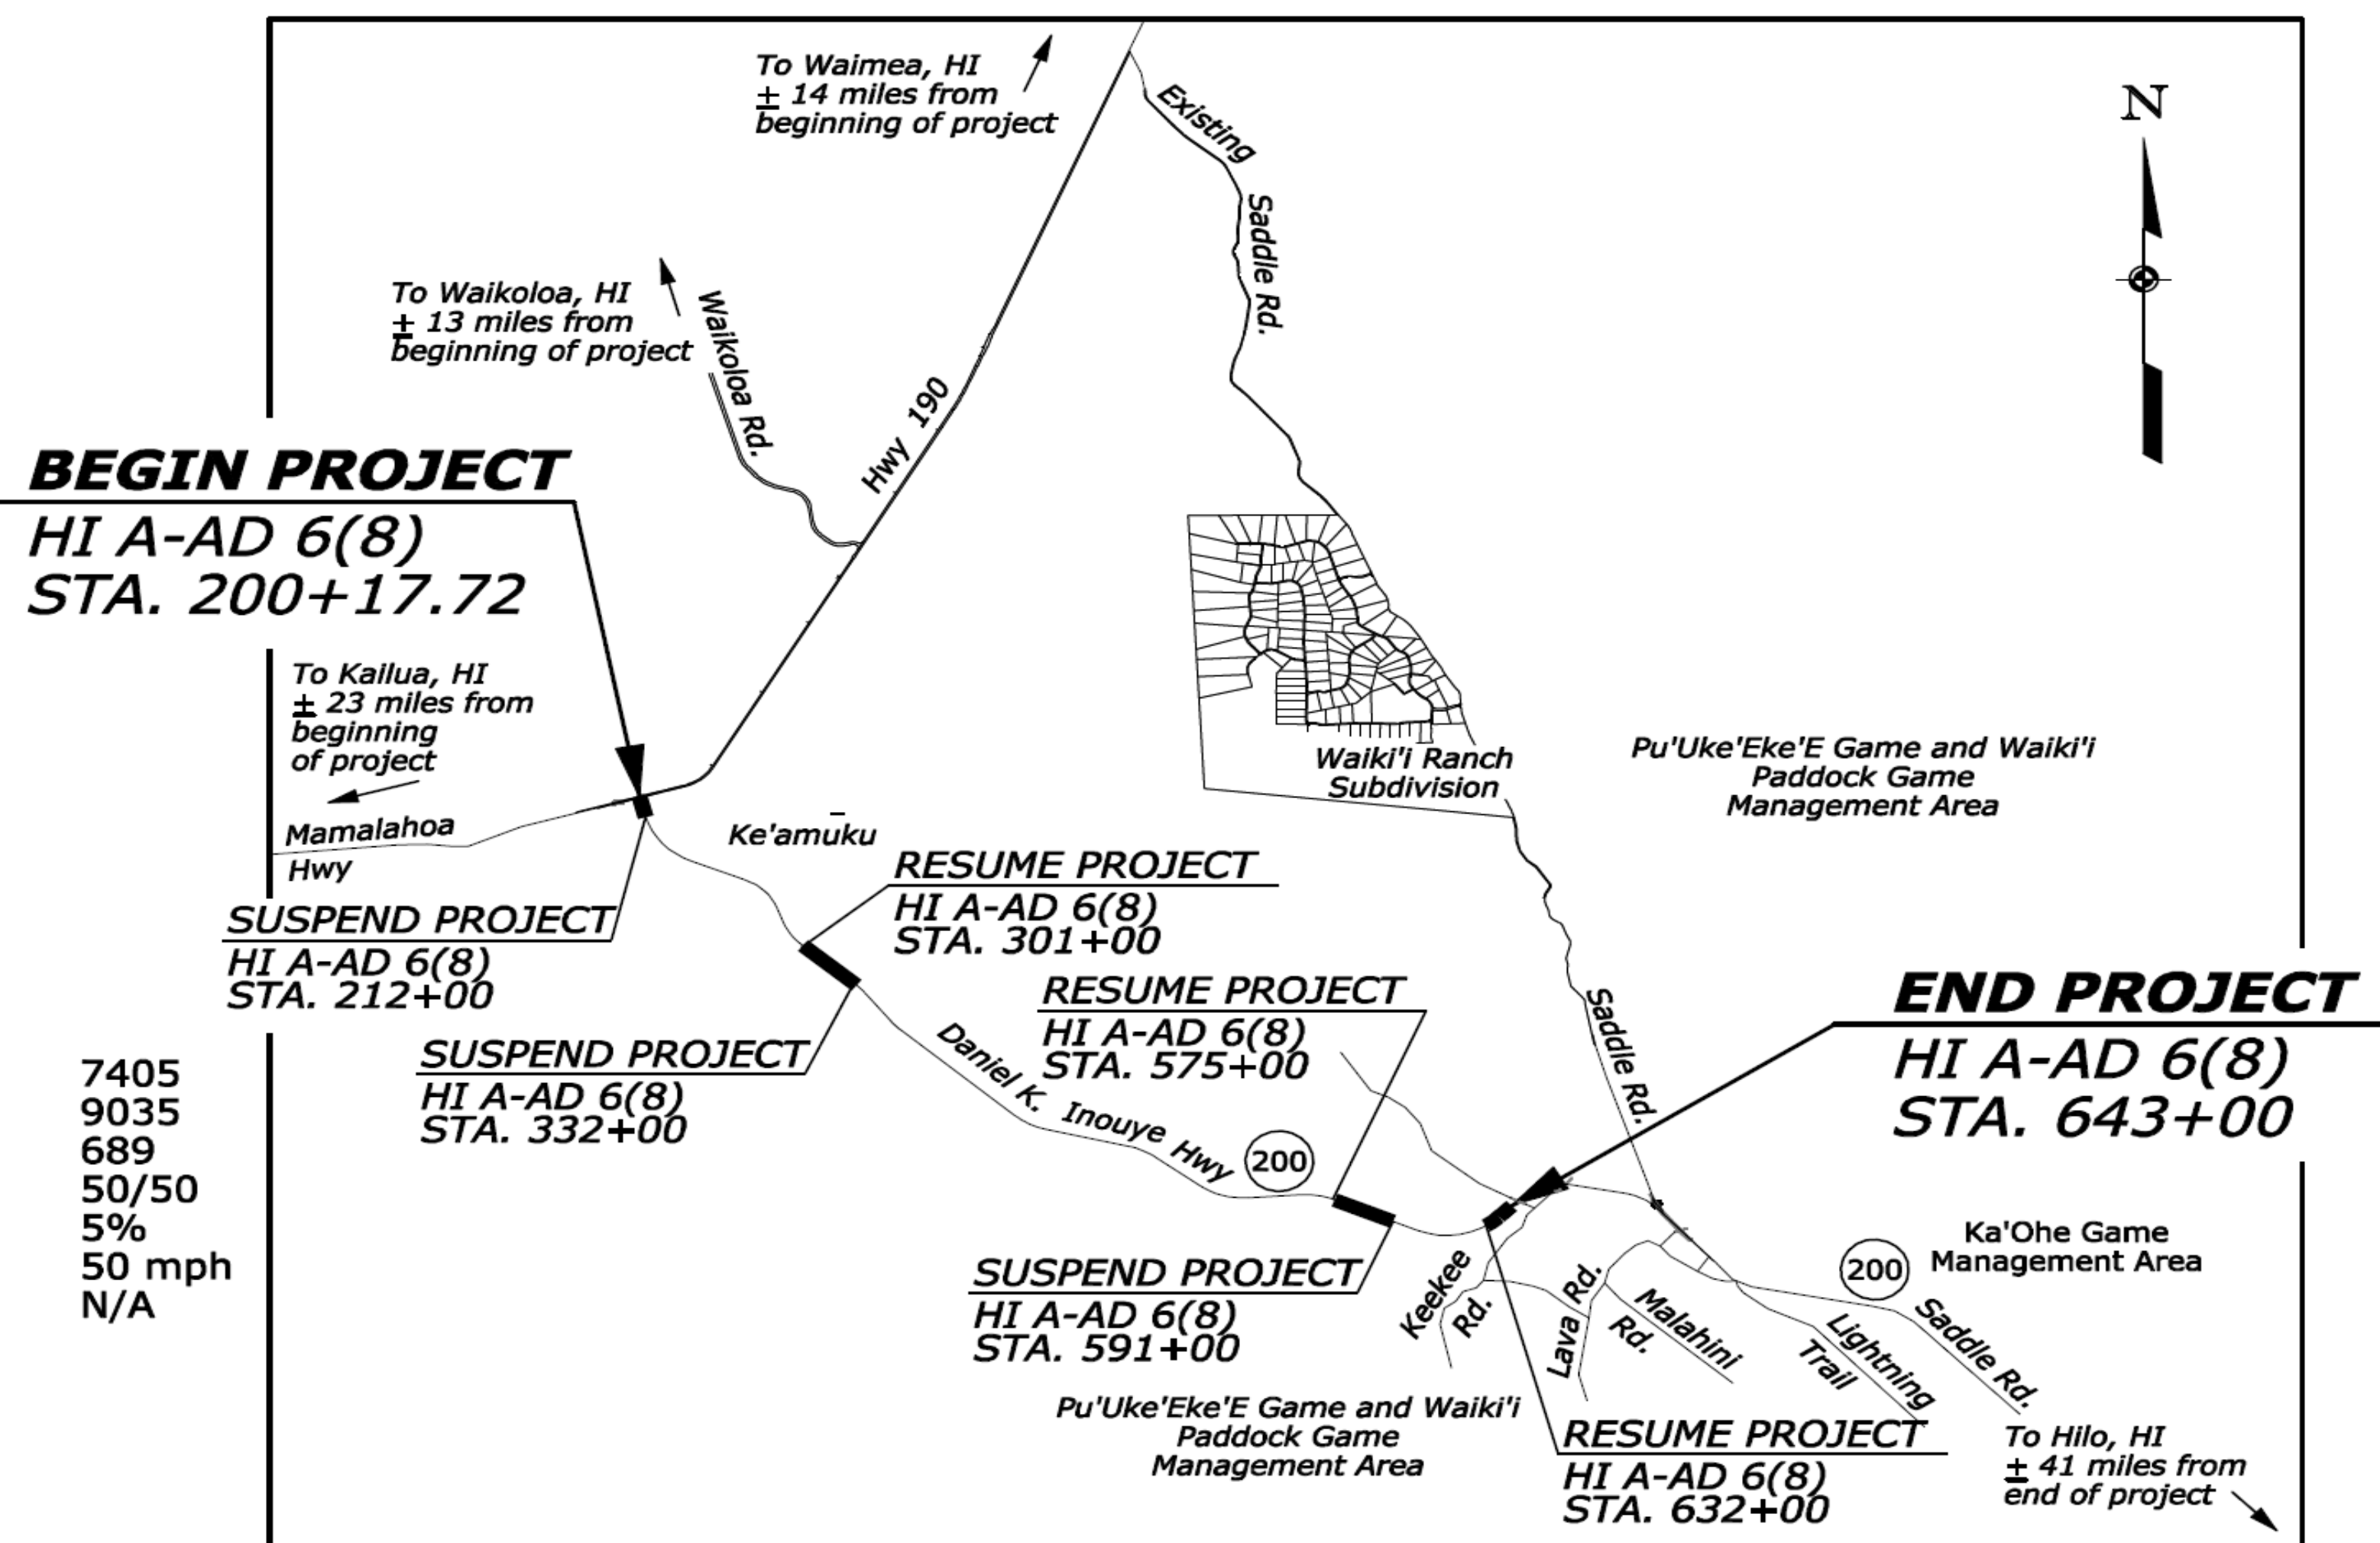 To Waimea, HI
± 14 miles from
beginning of project
N
Existing
Saddle Rd.
To Waikoloa, HI
± 13 miles from
beginning of project
Waikoloa Rd.
Hwy 190
BEGIN PROJECT
HI A-AD 6(8)
STA. 200+17.72
To Kailua, HI
± 23 miles from
beginning
of project
Mamalahoa
Hwy
Ke'amūku
Waiki'i Ranch
Subdivision
Pu'Uke'Eke'E Game and Waiki'i
Paddock Game
Management Area
RESUME PROJECT
HI A-AD 6(8)
STA. 301+00
SUSPEND PROJECT
HI A-AD 6(8)
STA. 212+00
RESUME PROJECT
HI A-AD 6(8)
STA. 575+00
END PROJECT
HI A-AD 6(8)
STA. 643+00
Saddle Rd.
SUSPEND PROJECT
HI A-AD 6(8)
STA. 332+00
Daniel K. Inouye Hwy
200
7405
9035
689
50/50
5%
50 mph
N/A
SUSPEND PROJECT
HI A-AD 6(8)
STA. 591+00
Keekee
Rd.
Lava Rd.
Malahini
Rd.
Lightning
Trail
200
Saddle Rd.
Ka'Ohe Game
Management Area
Pu'Uke'Eke'E Game and Waiki'i
Paddock Game
Management Area
RESUME PROJECT
HI A-AD 6(8)
STA. 632+00
To Hilo, HI
± 41 miles from
end of project